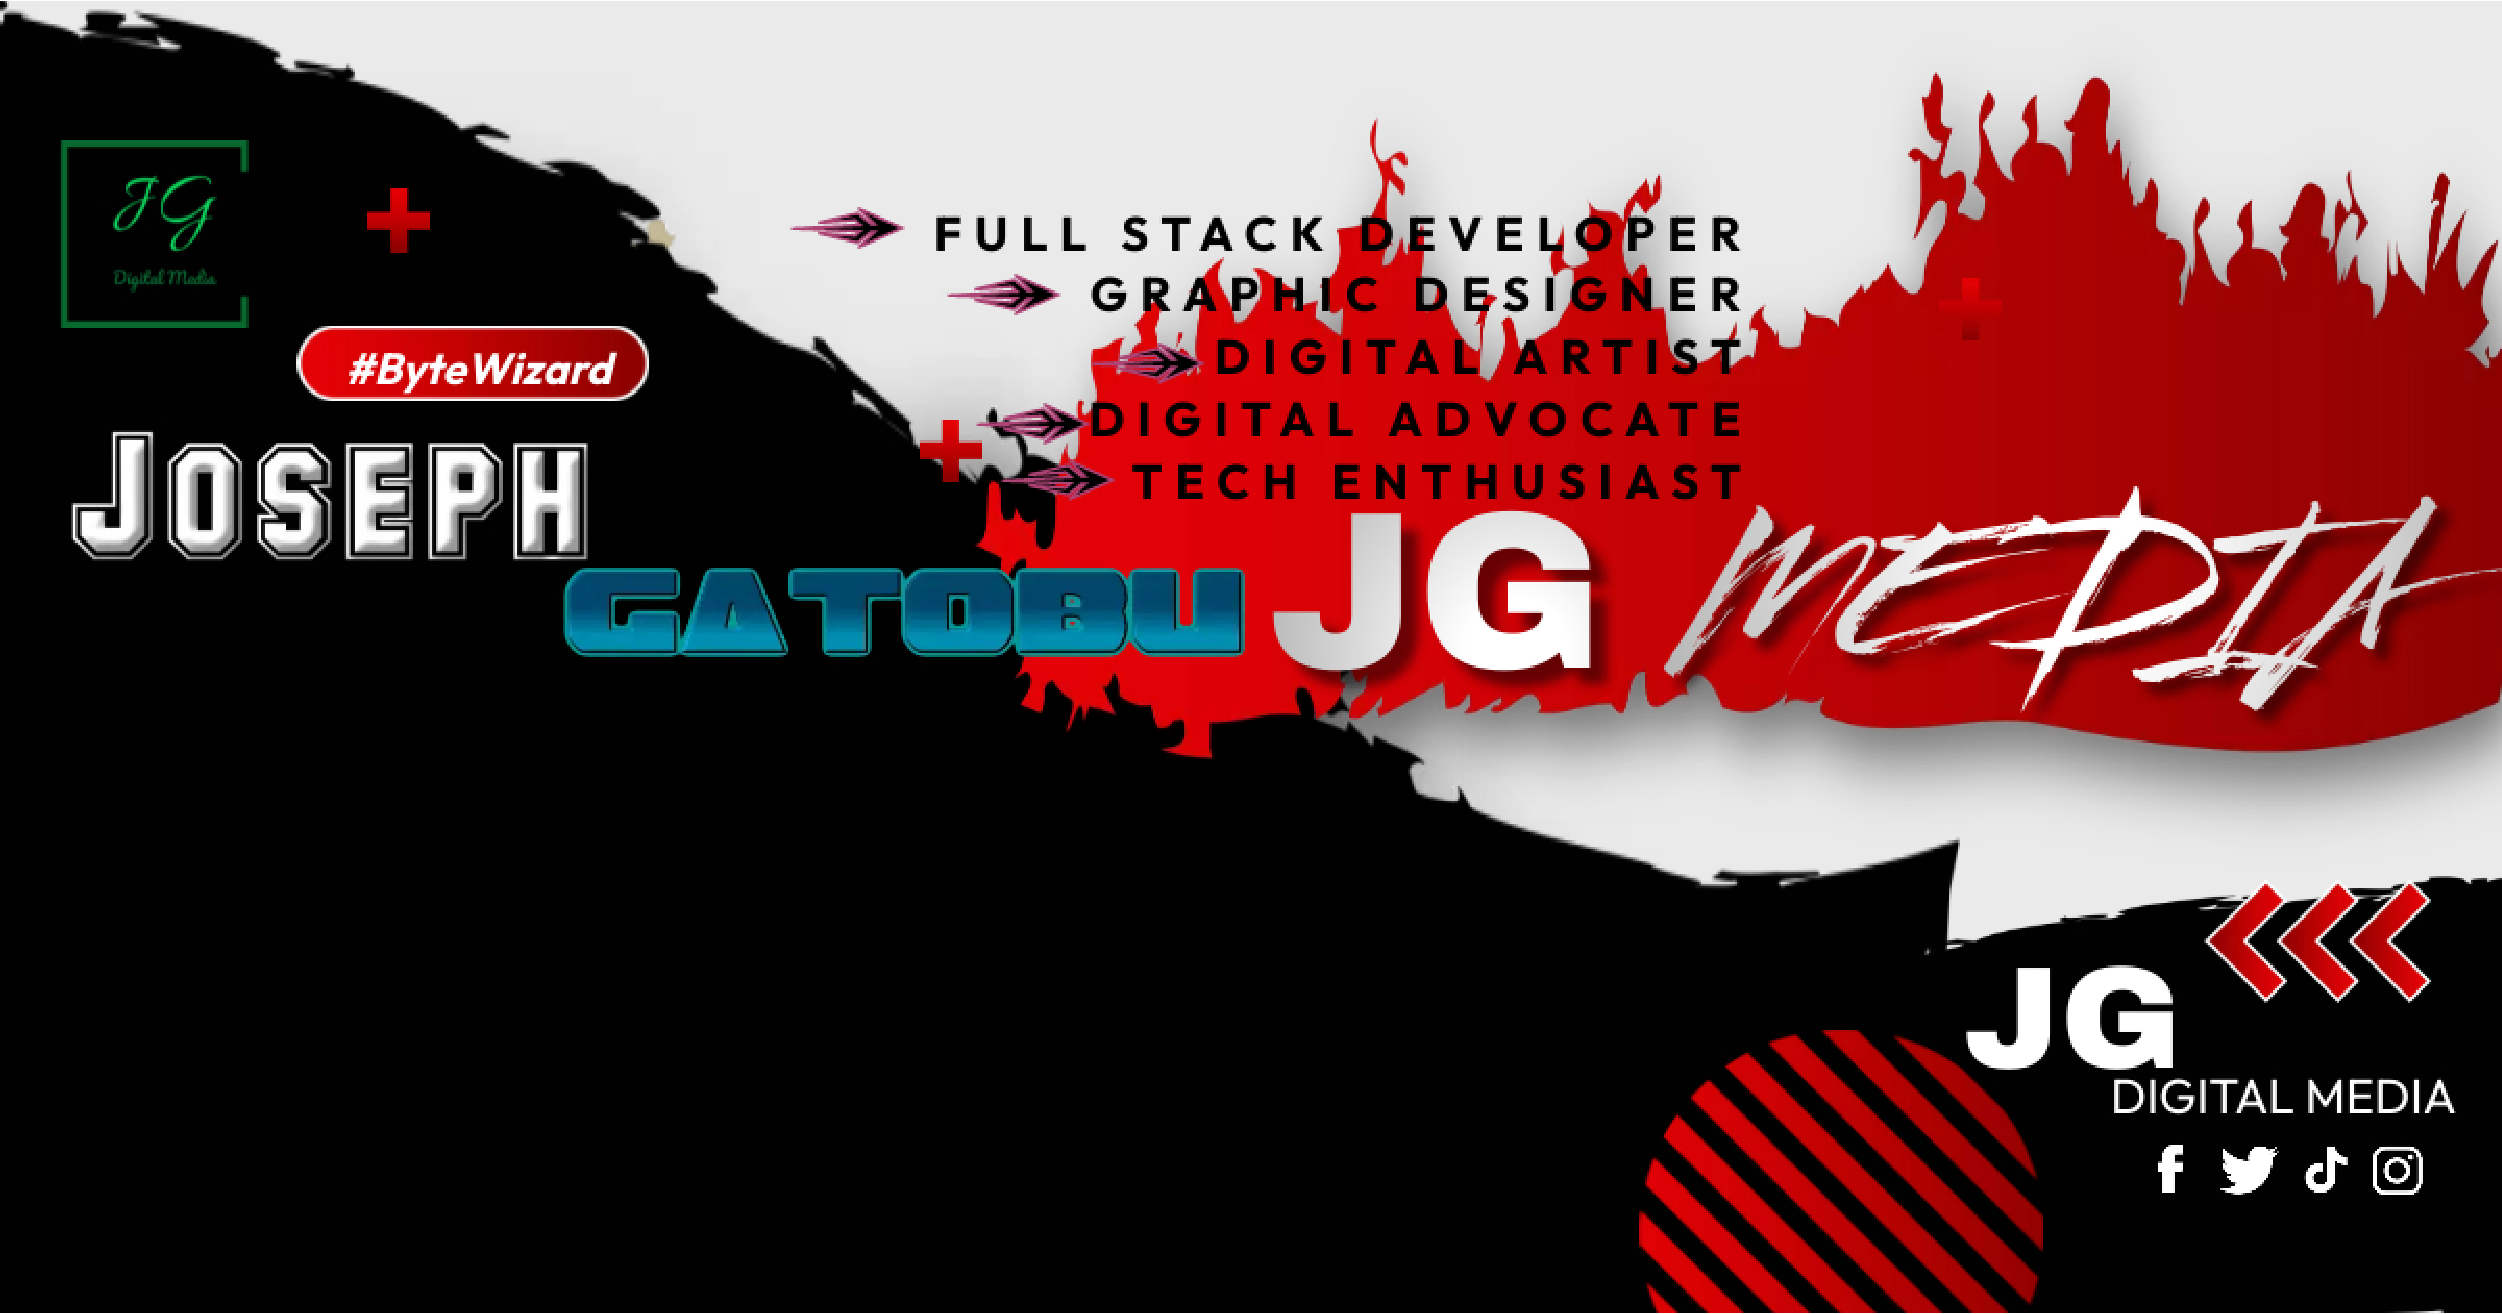 JG
Digital Media
#ByteWizard
JOSEPH
GATOBU
FULL STACK DEVELOPER
GRAPHIC DESIGNER
DIGITAL ARTIST
DIGITAL ADVOCATE
TECH ENTHUSIAST
JG MEDIA
JG
DIGITAL MEDIA